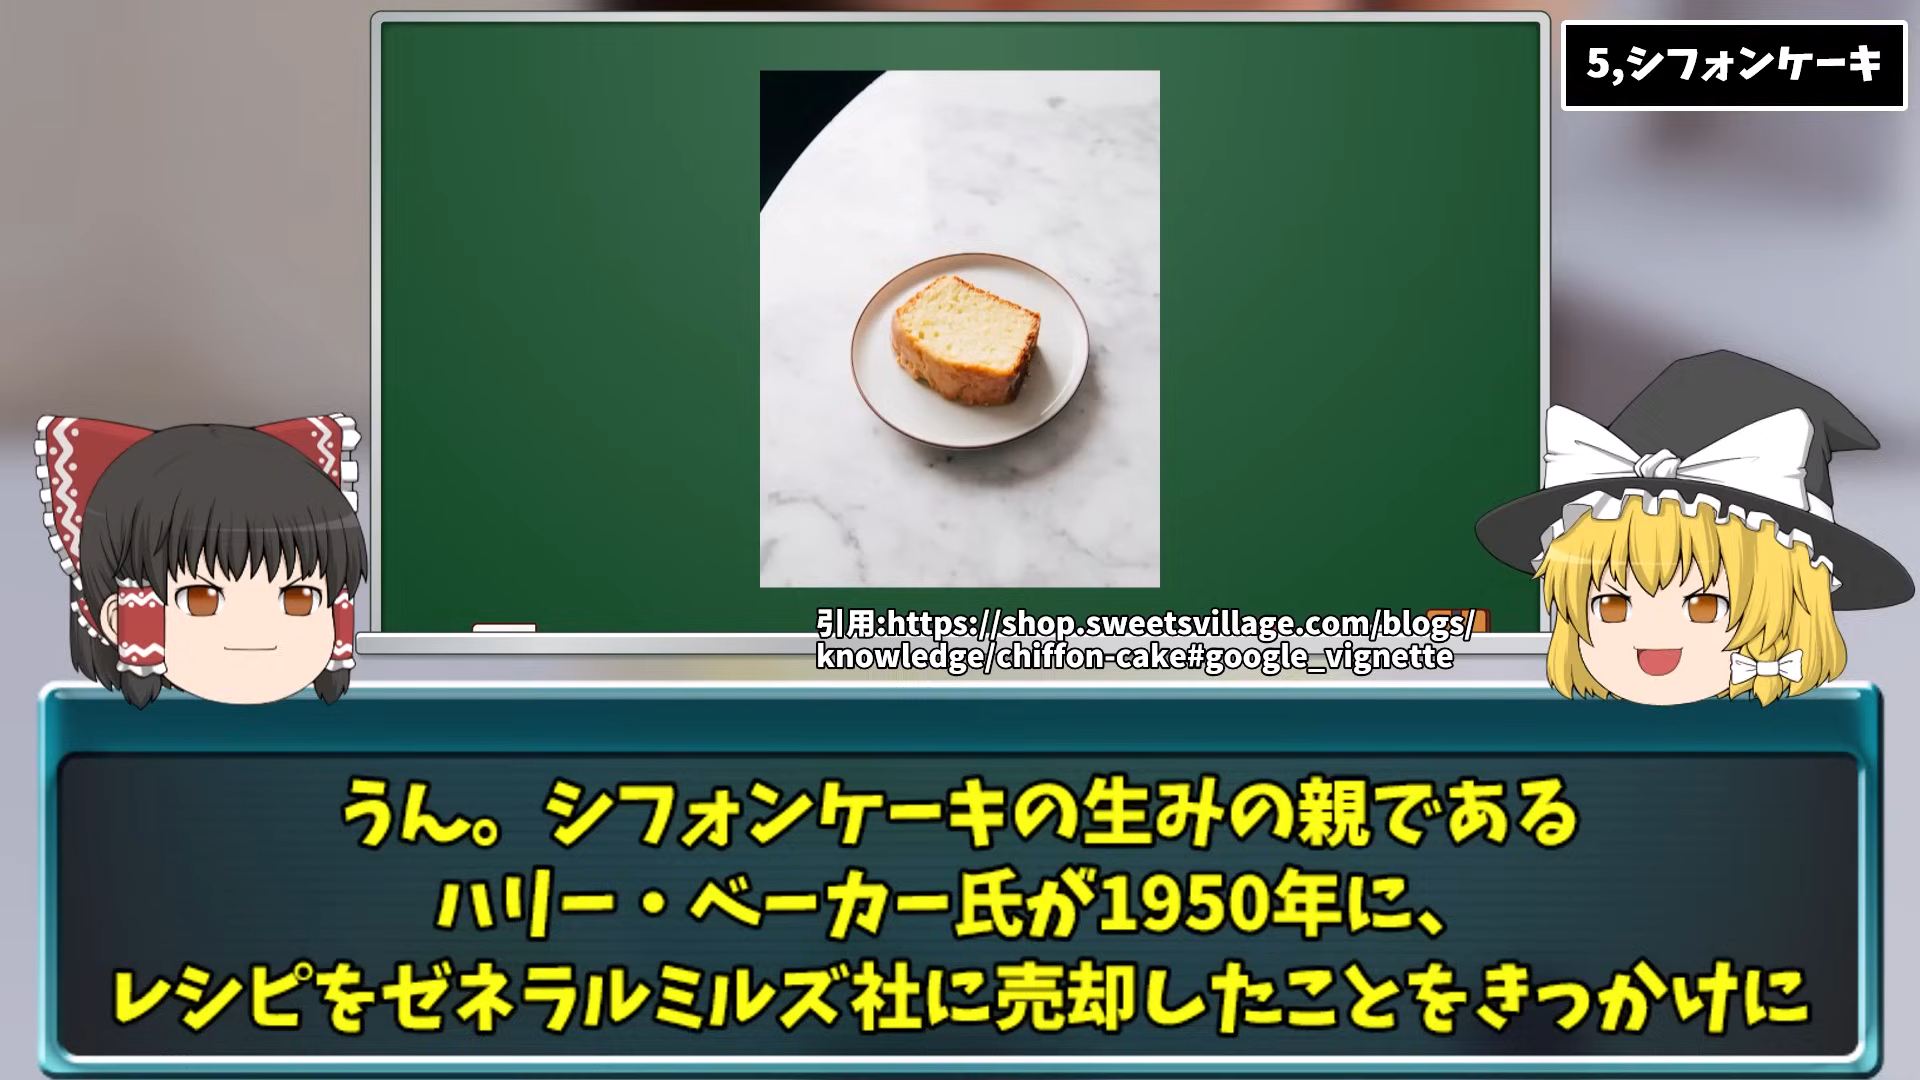 5,シフォンケーキ
引用:https://shop.sweetsvillage.com/blogs/
knowledge/chiffon-cake#google_vignette
うん。シフォンケーキの生みの親である
ハリー・ベーカー氏が1950年に、
レシピをゼネラルミルズ社に売却したことをきっかけに